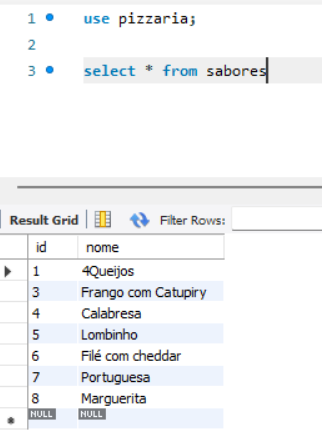 1 use pizzaria;
2
3 select * from sabores
Result Grid Filter Rows:
id nome
1 4Queijos
3 Frango com Catupiry
4 Calabresa
5 Lombinho
6 Filé com cheddar
7 Portuguesa
8 Marguerita
NULL NULL